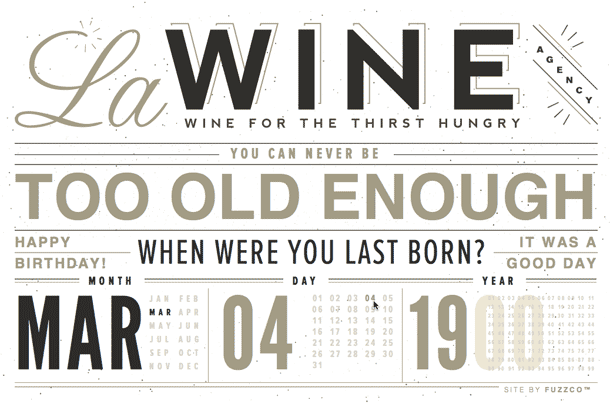 La WINE AGENCY
WINE FOR THE THIRST HUNGRY
YOU CAN NEVER BE
TOO OLD ENOUGH
HAPPY BIRTHDAY!
WHEN WERE YOU LAST BORN?
IT WAS A GOOD DAY
MONTH DAY YEAR
MAR
JAN FEB
MAR APR
MAY JUN
JUL AUG
SEP OCT
NOV DEC
04
01 02 03 04 05
06 07 08 09 10
11 12 13 14 15
16 17 18 19 20
21 22 23 24 25
26 27 28 29 30
31
1900
SITE BY FUZZCO™